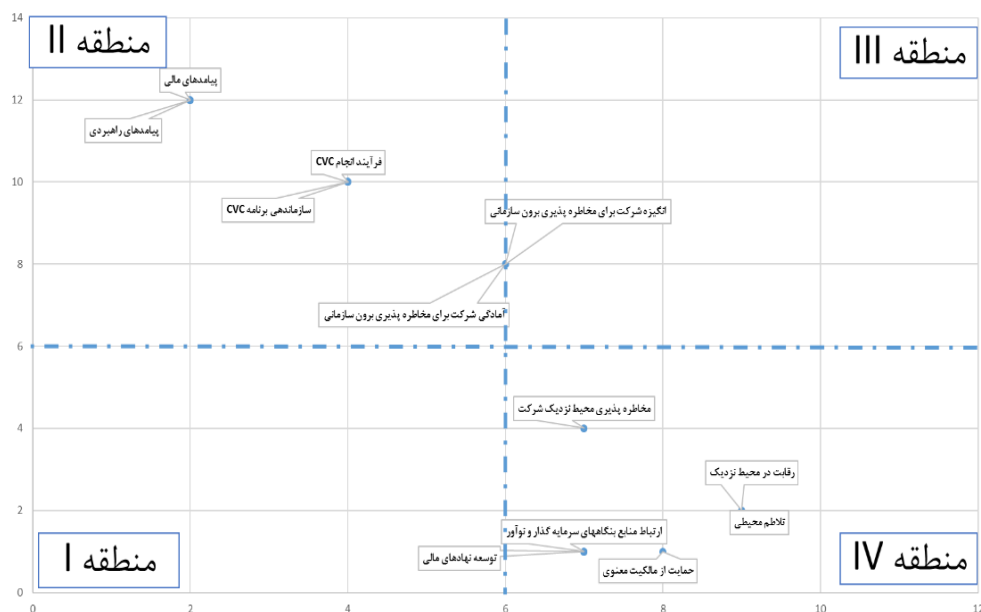 14
منطقه II
منطقه III
پیامدهای مالی
12
پیامدهای راهبردی
فرآیند انجام CVC
10
سازماندهی برنامه CVC
انگیزه شرکت برای مخاطره پذیری برون سازمانی
8
آمادگی شرکت برای مخاطره پذیری برون سازمانی
6
مخاطره پذیری محیط نزدیک شرکت
4
رقابت در محیط نزدیک
2
تلاطم محیطی
ارتباط منابع بنگاههای سرمایه گذار و نوآور
توسعه نهادهای مالی
حمایت از مالکیت معنوی
منطقه I
منطقه IV
0
0 2 4 6 8 10 12